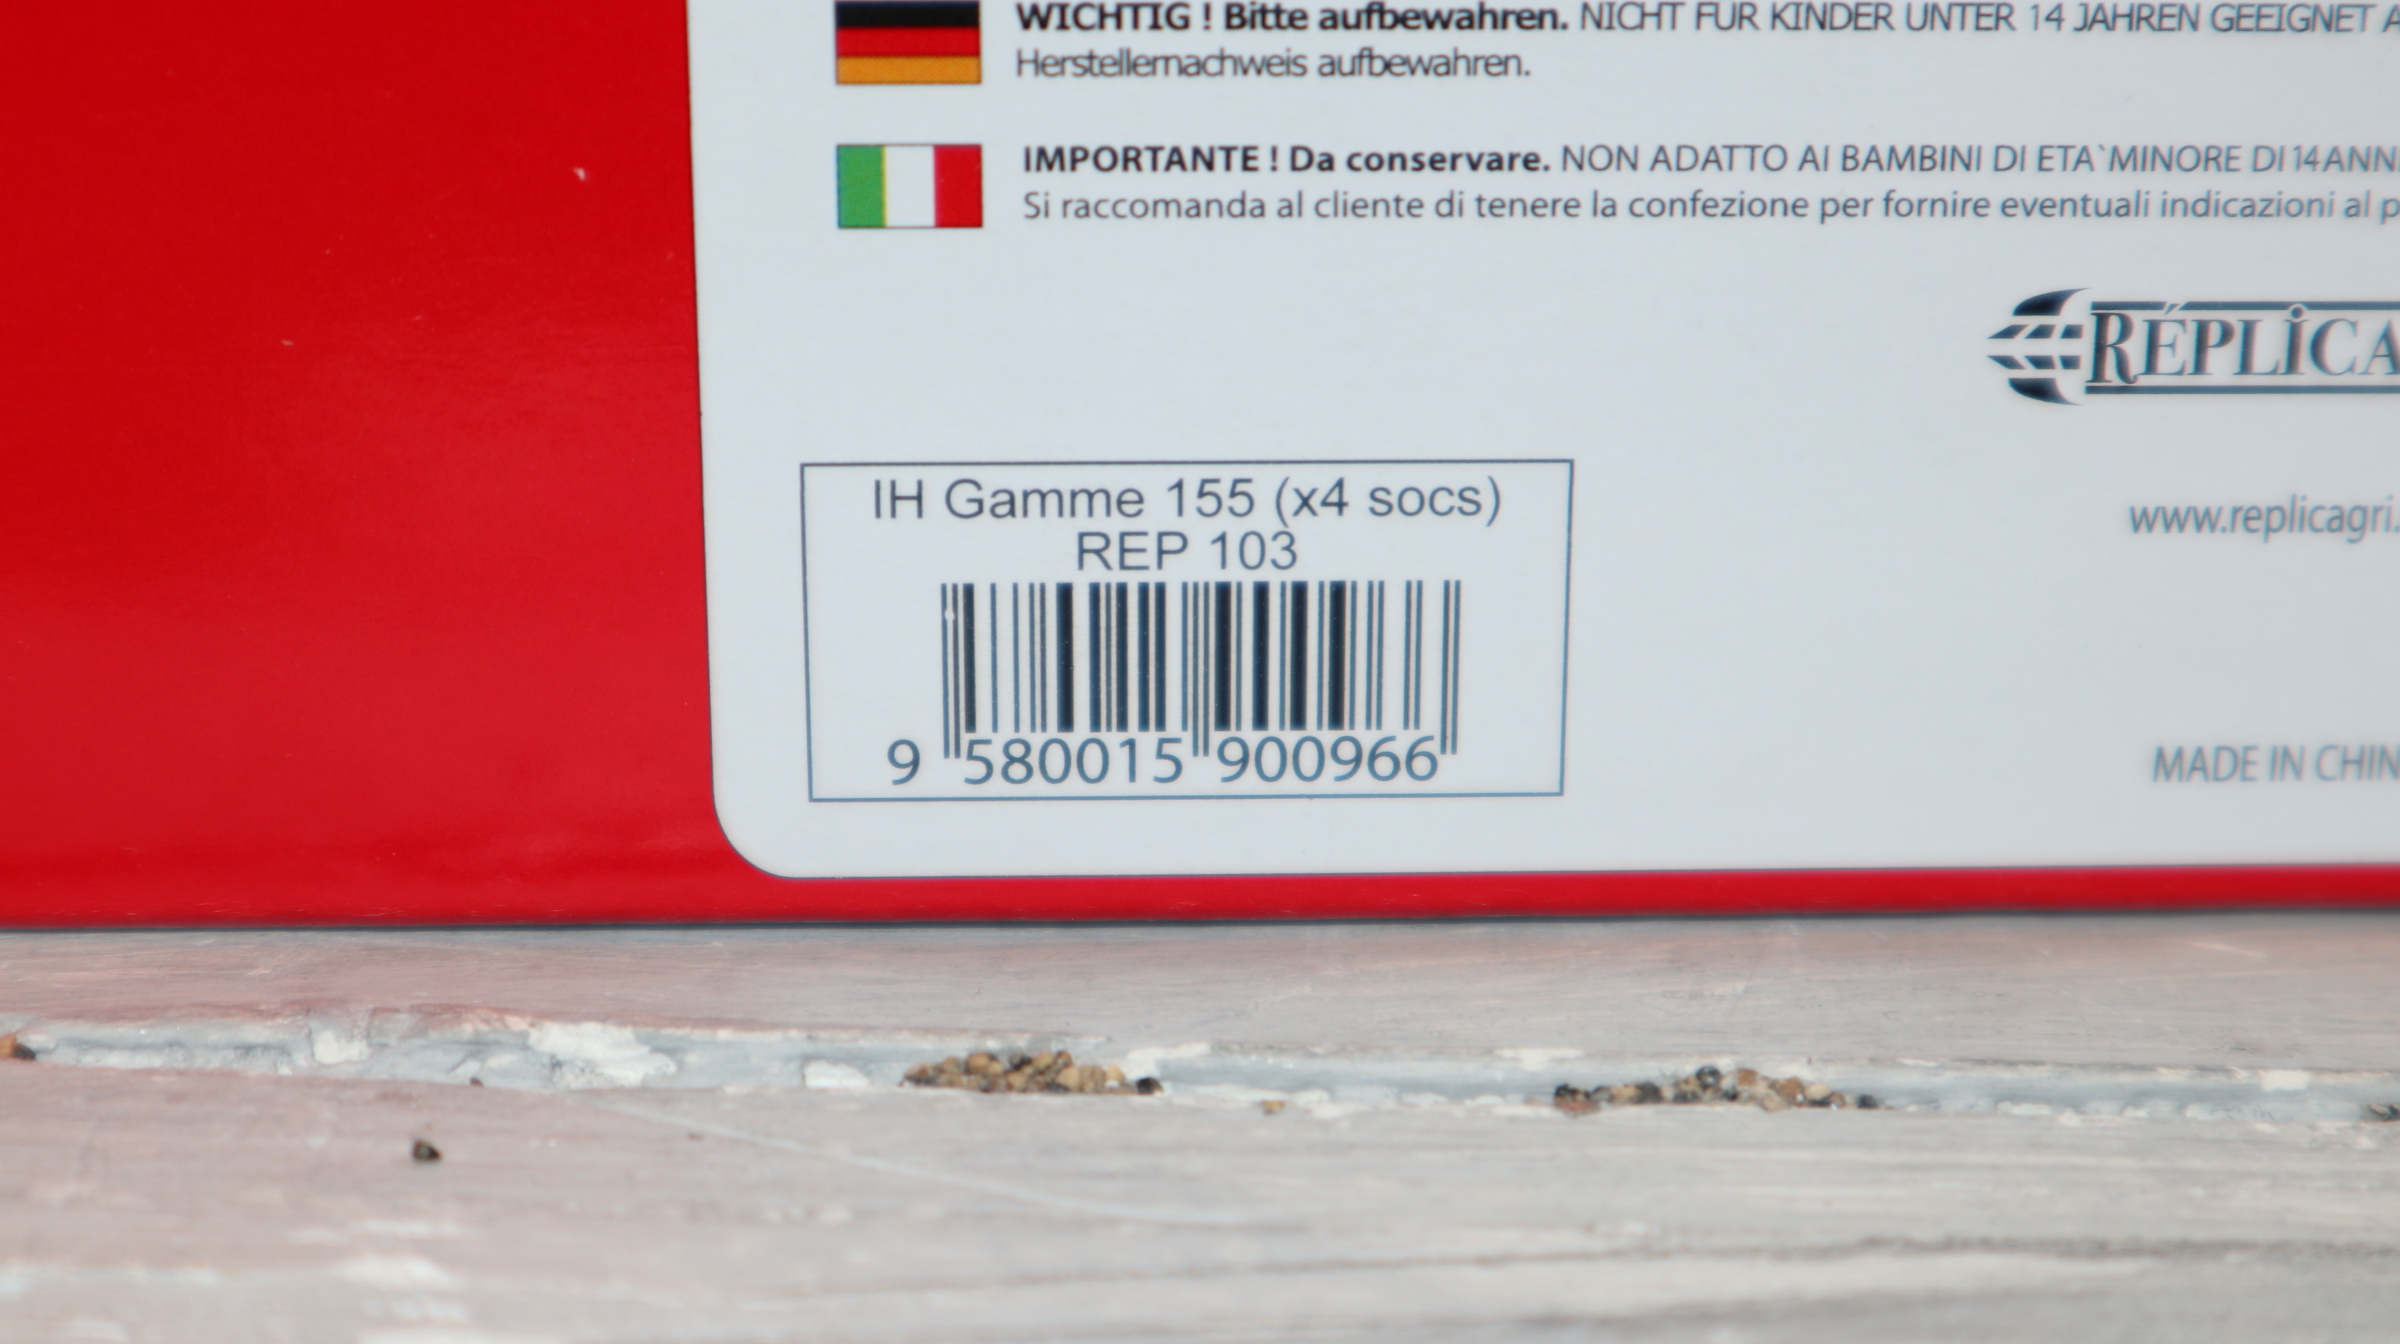 WICHTIG ! Bitte aufbewahren. NICHT FÜR KINDER UNTER 14 JAHREN GEEIGNET
Herstellernachweis aufbewahren.
IMPORTANTE ! Da conservare. NON ADATTO AI BAMBINI DI ETA`MINORE DI 14 ANNI
Si raccomanda al cliente di tenere la confezione per fornire eventuali indicazioni al
RÉPLICA
www.replicagri.
IH Gamme 155 (x4 socs)
REP 103
9 580015 900966
MADE IN CHIN